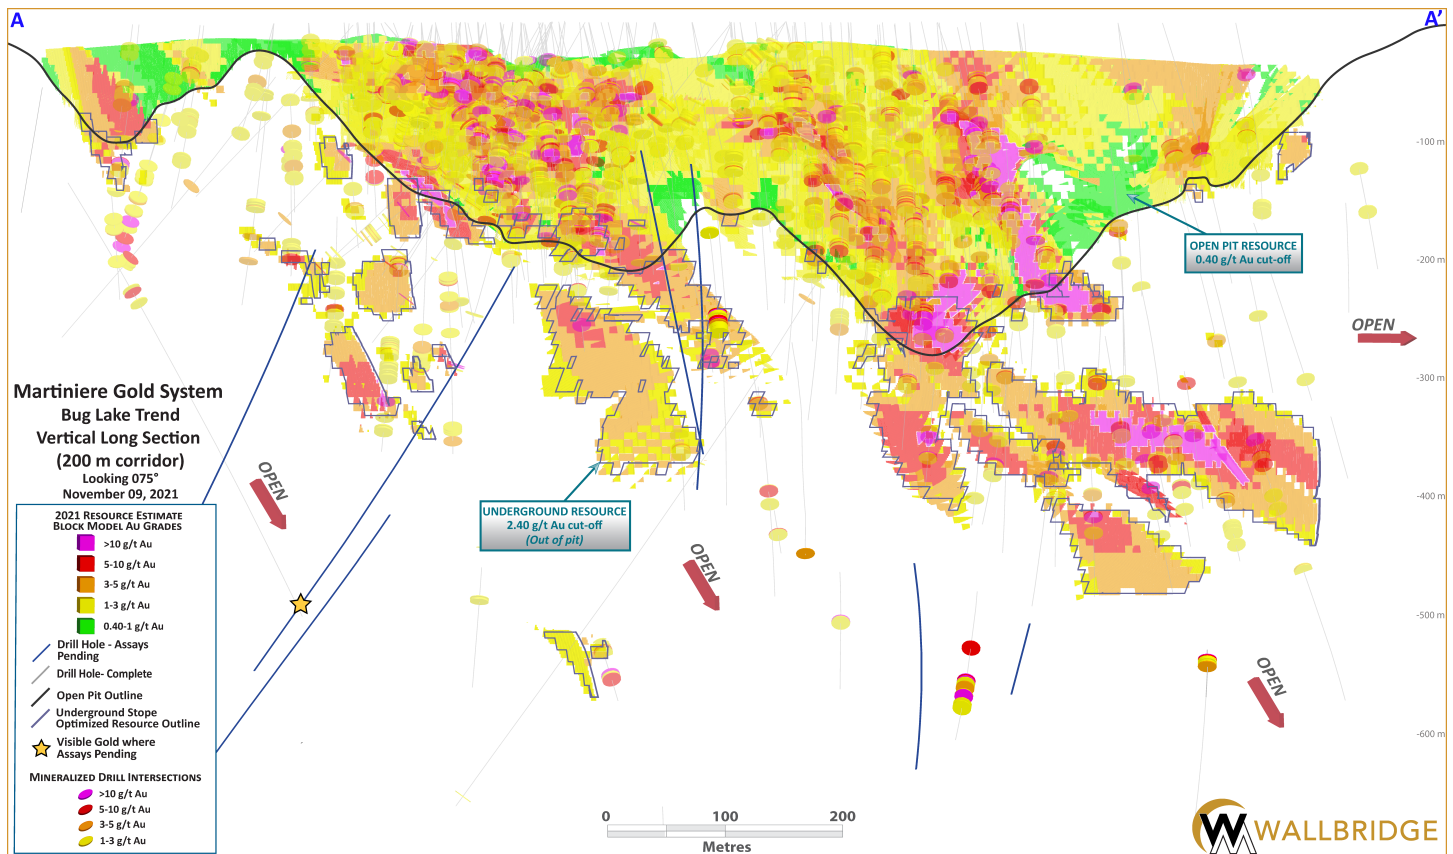 A
A'
-100 m
OPEN PIT RESOURCE
0.40 g/t Au cut-off
-200 m
OPEN
-300 m
Martiniere Gold System
Bug Lake Trend
Vertical Long Section
(200 m corridor)
Looking 075°
November 09, 2021
OPEN
-400 m
UNDERGROUND RESOURCE
2.40 g/t Au cut-off
(Out of pit)
OPEN
-500 m
OPEN
-600 m
2021 RESOURCE ESTIMATE
BLOCK MODEL AU GRADES
>10 g/t Au
5-10 g/t Au
3-5 g/t Au
1-3 g/t Au
0.40-1 g/t Au
Drill Hole - Assays
Pending
Drill Hole- Complete
Open Pit Outline
Underground Stope
Optimized Resource Outline
Visible Gold where
Assays Pending
MINERALIZED DRILL INTERSECTIONS
>10 g/t Au
5-10 g/t Au
3-5 g/t Au
1-3 g/t Au
0 100 200
Metres
WALLBRIDGE